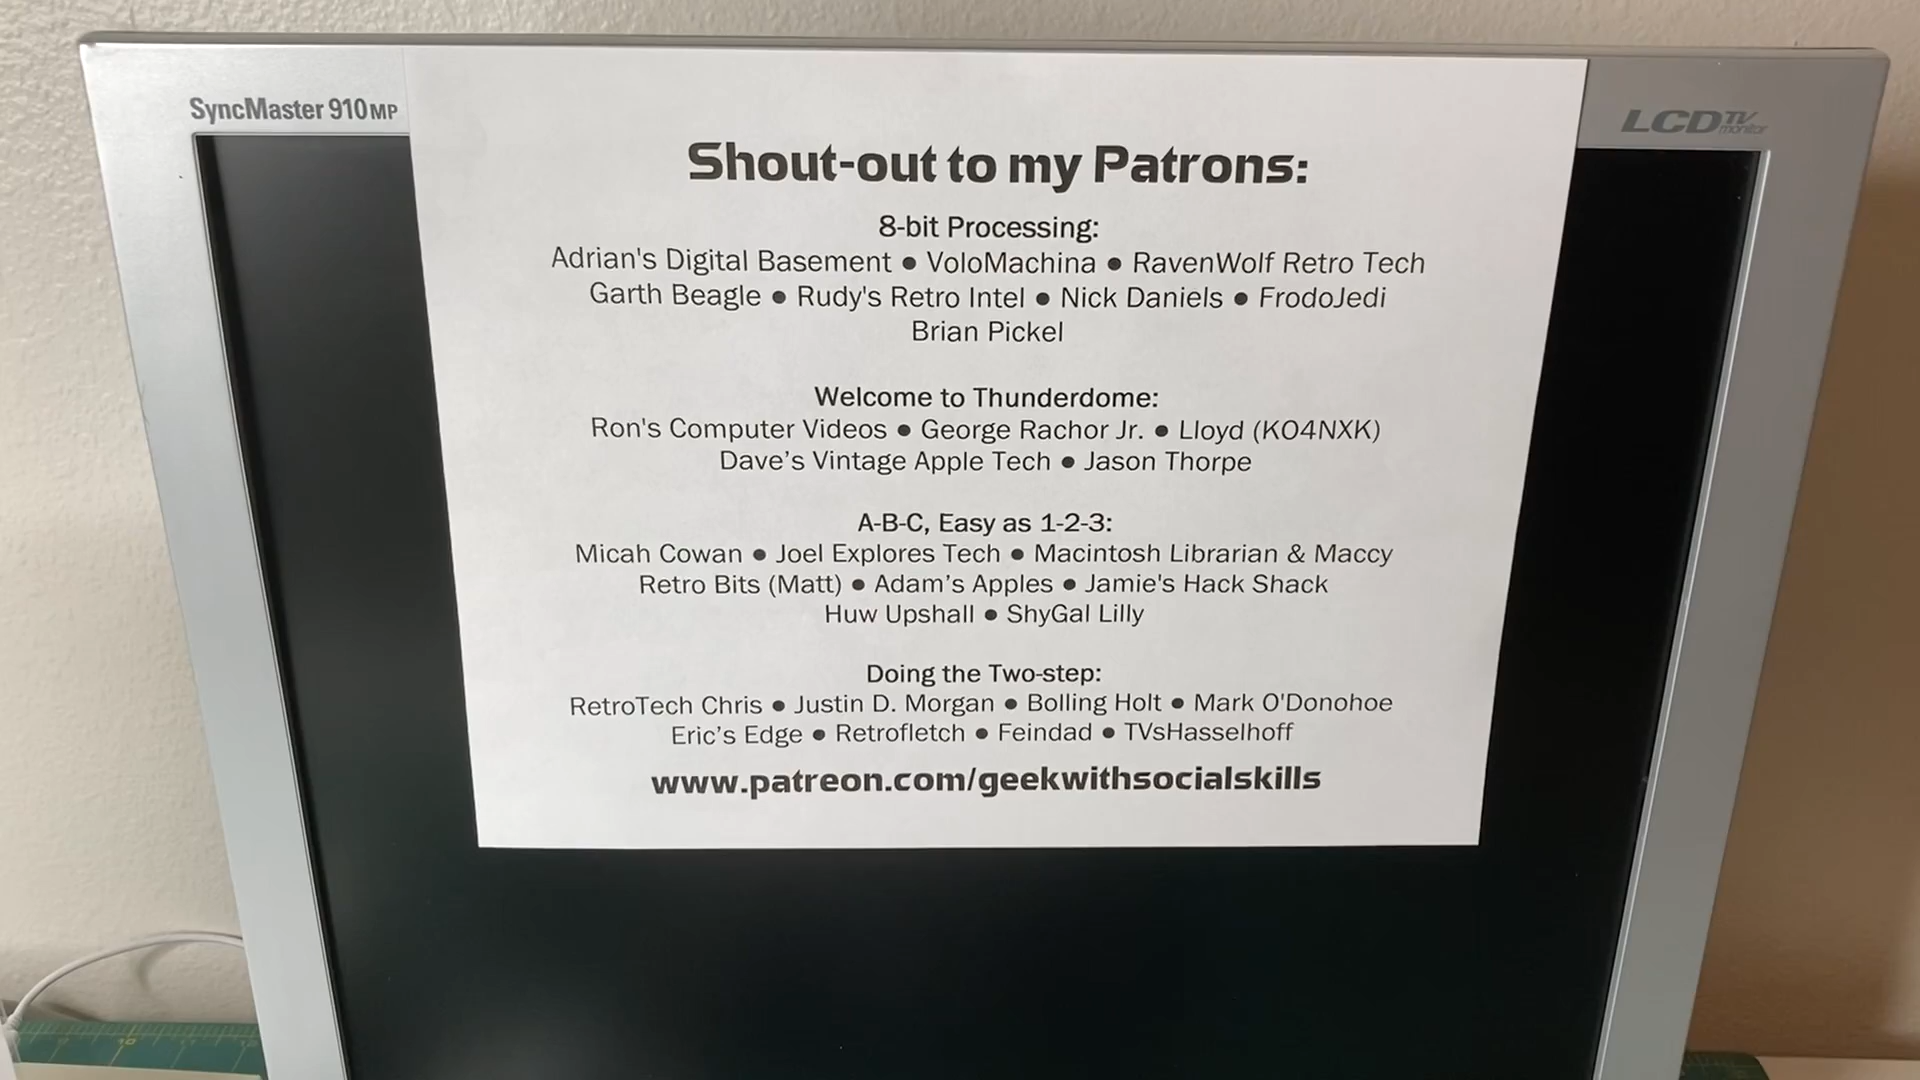 SyncMaster 910MP
LCD TV monitor
Shout-out to my Patrons:
8-bit Processing:
Adrian's Digital Basement ● VoloMachina ● RavenWolf Retro Tech
Garth Beagle ● Rudy's Retro Intel ● Nick Daniels ● FrodoJedi
Brian Pickel
Welcome to Thunderdome:
Ron's Computer Videos ● George Rachor Jr. ● Lloyd (KO4NXK)
Dave’s Vintage Apple Tech ● Jason Thorpe
A-B-C, Easy as 1-2-3:
Micah Cowan ● Joel Explores Tech ● Macintosh Librarian & Maccy
Retro Bits (Matt) ● Adam’s Apples ● Jamie's Hack Shack
Huw Upshall ● ShyGal Lilly
Doing the Two-step:
RetroTech Chris ● Justin D. Morgan ● Bolling Holt ● Mark O'Donohoe
Eric’s Edge ● Retrofletch ● Feindad ● TVsHasselhoff
www.patreon.com/geekwithsocialskills